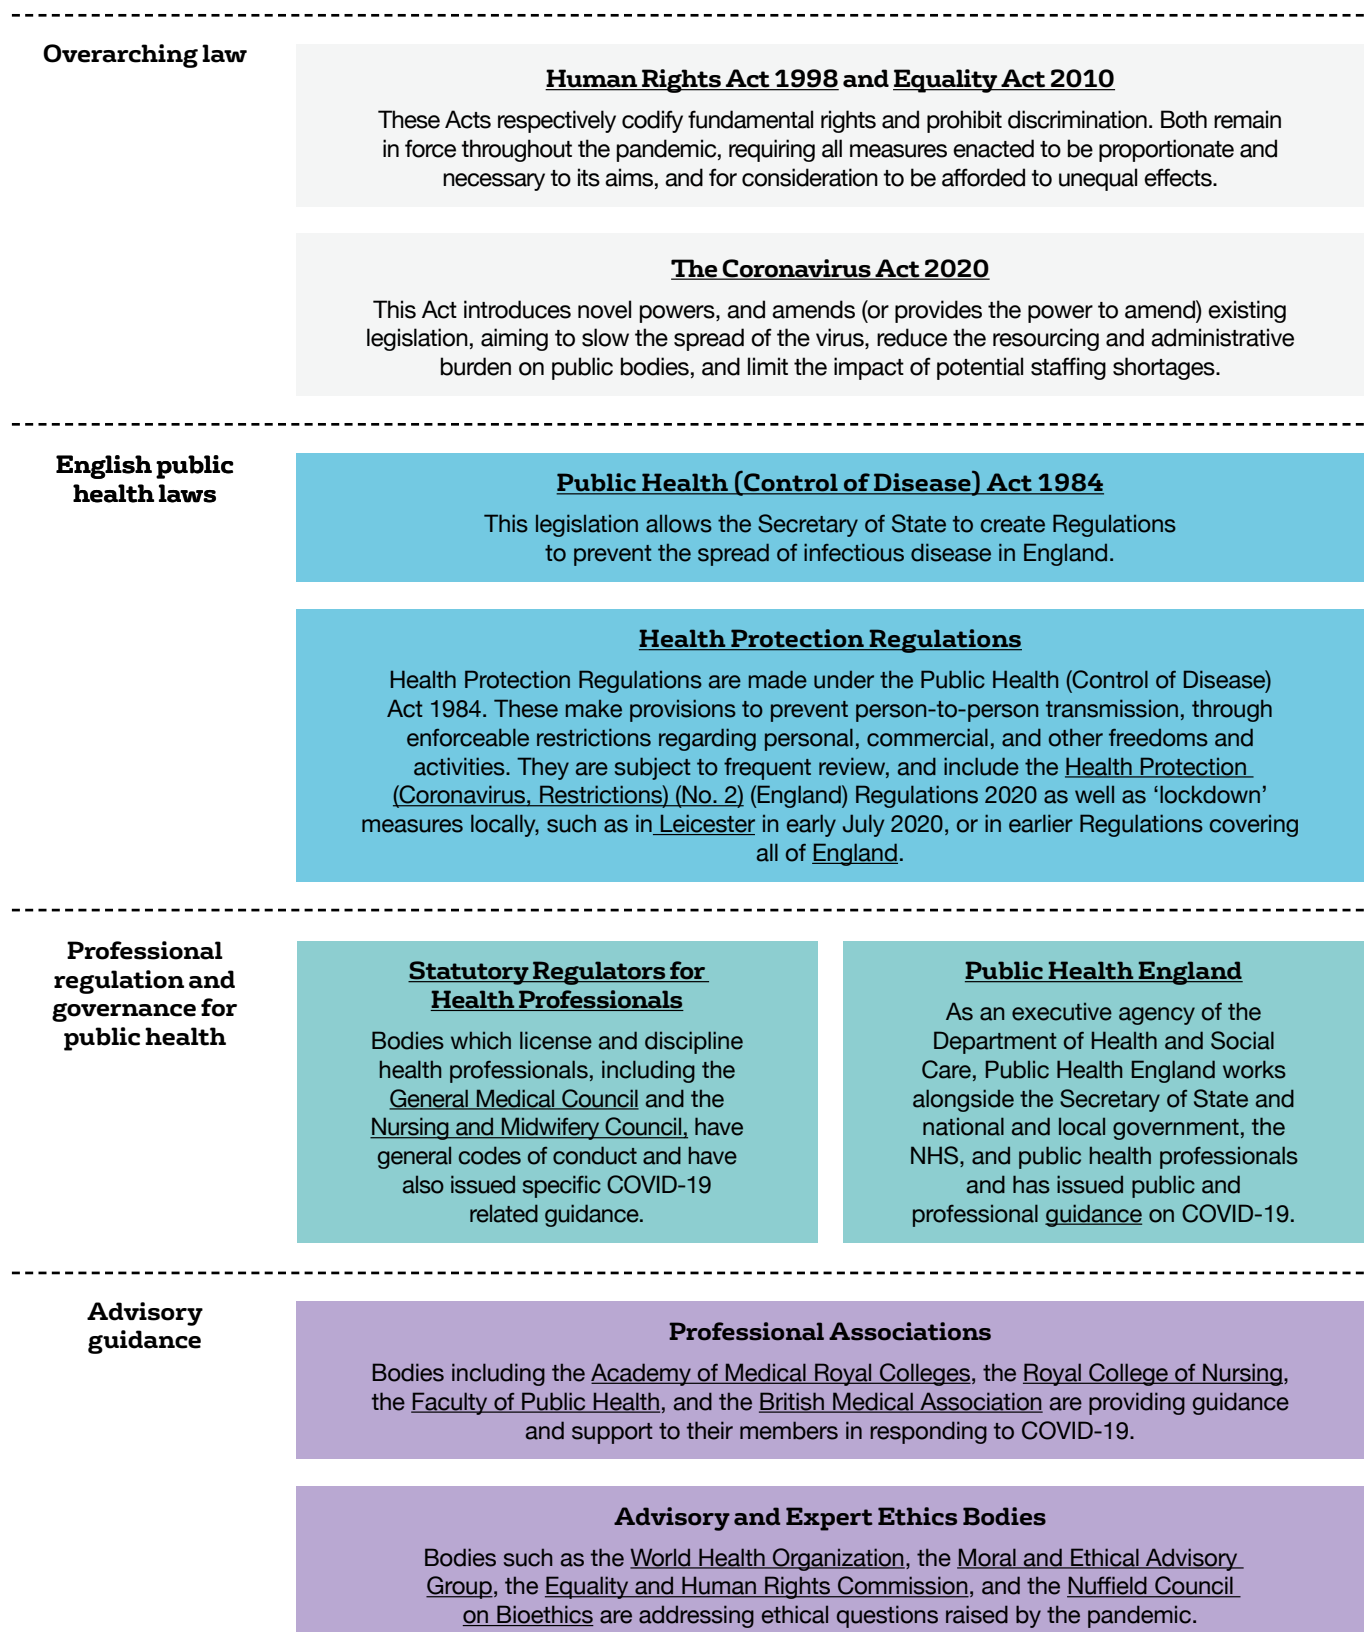 Overarching law
Human Rights Act 1998 and Equality Act 2010
These Acts respectively codify fundamental rights and prohibit discrimination. Both remain
in force throughout the pandemic, requiring all measures enacted to be proportionate and
necessary to its aims, and for consideration to be afforded to unequal effects.
The Coronavirus Act 2020
This Act introduces novel powers, and amends (or provides the power to amend) existing
legislation, aiming to slow the spread of the virus, reduce the resourcing and administrative
burden on public bodies, and limit the impact of potential staffing shortages.
English public
health laws
Public Health (Control of Disease) Act 1984
This legislation allows the Secretary of State to create Regulations
to prevent the spread of infectious disease in England.
Health Protection Regulations
Health Protection Regulations are made under the Public Health (Control of Disease)
Act 1984. These make provisions to prevent person-to-person transmission, through
enforceable restrictions regarding personal, commercial, and other freedoms and
activities. They are subject to frequent review, and include the Health Protection
(Coronavirus, Restrictions) (No. 2) (England) Regulations 2020 as well as ‘lockdown’
measures locally, such as in Leicester in early July 2020, or in earlier Regulations covering
all of England.
Professional
regulation and
governance for
public health
Statutory Regulators for
Health Professionals
Bodies which license and discipline
health professionals, including the
General Medical Council and the
Nursing and Midwifery Council, have
general codes of conduct and have
also issued specific COVID-19
related guidance.
Public Health England
As an executive agency of the
Department of Health and Social
Care, Public Health England works
alongside the Secretary of State and
national and local government, the
NHS, and public health professionals
and has issued public and
professional guidance on COVID-19.
Advisory
guidance
Professional Associations
Bodies including the Academy of Medical Royal Colleges, the Royal College of Nursing,
the Faculty of Public Health, and the British Medical Association are providing guidance
and support to their members in responding to COVID-19.
Advisory and Expert Ethics Bodies
Bodies such as the World Health Organization, the Moral and Ethical Advisory
Group, the Equality and Human Rights Commission, and the Nuffield Council
on Bioethics are addressing ethical questions raised by the pandemic.